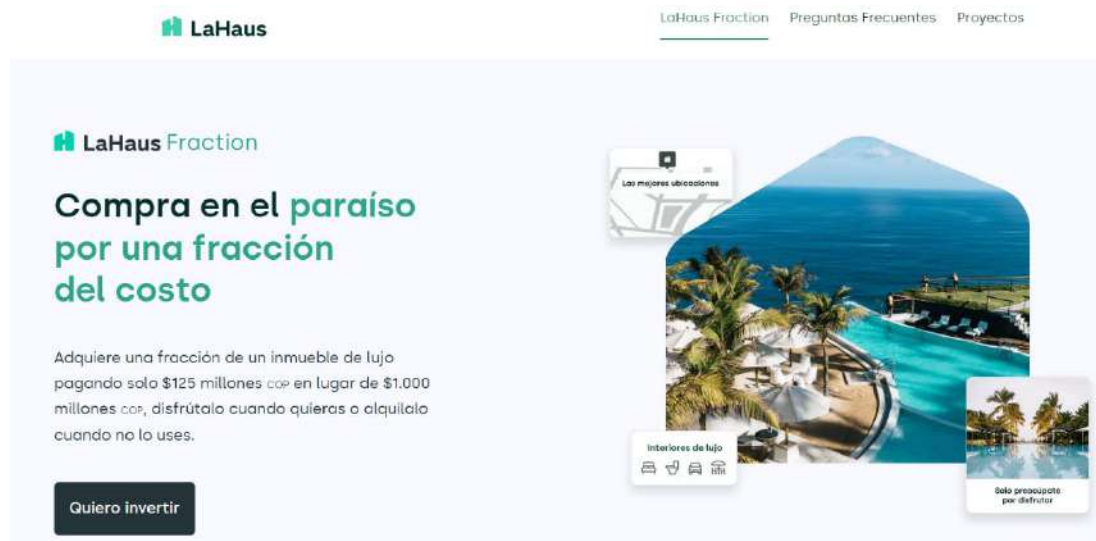 LaHaus
LaHaus Fraction Preguntas Frecuentes Proyectos
LaHaus Fraction
Compra en el paraíso
por una fracción
del costo
Adquiere una fracción de un inmueble de lujo
pagando solo $125 millones COP en lugar de $1.000
millones COP, disfrútalo cuando quieras o alquílalo
cuando no lo uses.
Quiero invertir
Las mejores ubicaciones
Interiores de lujo
Solo preocúpate
por disfrutar